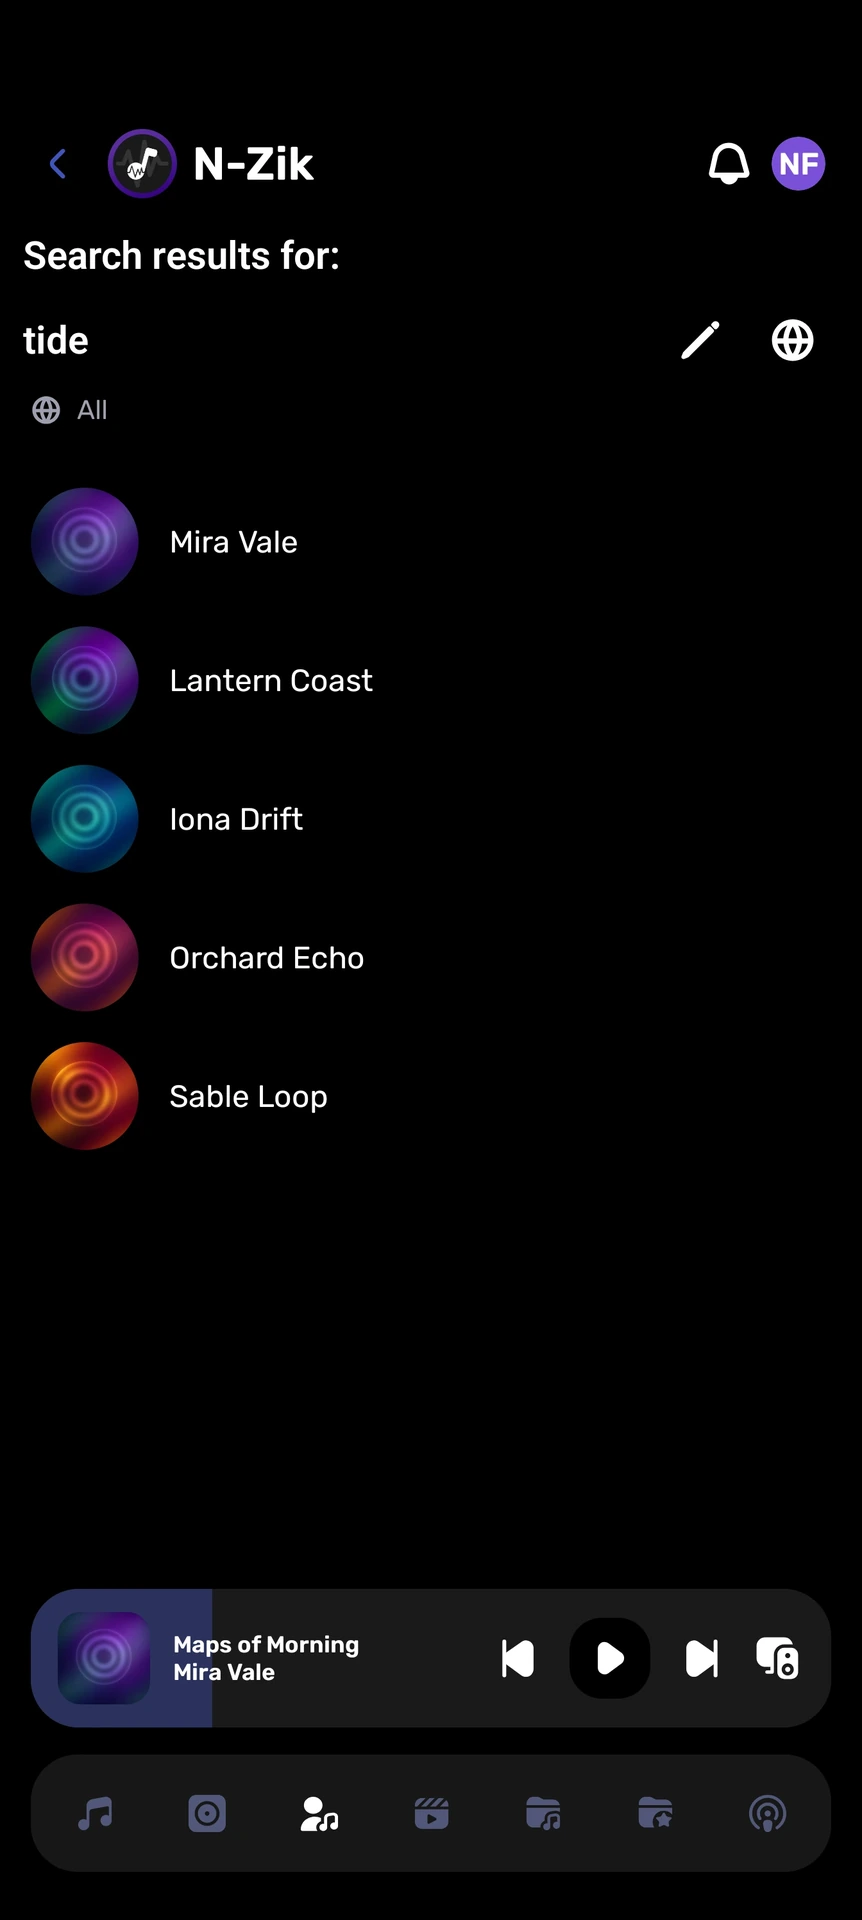 N-Zik
NF
Search results for:
tide
All
Mira Vale
Lantern Coast
Iona Drift
Orchard Echo
Sable Loop
Maps of Morning
Mira Vale